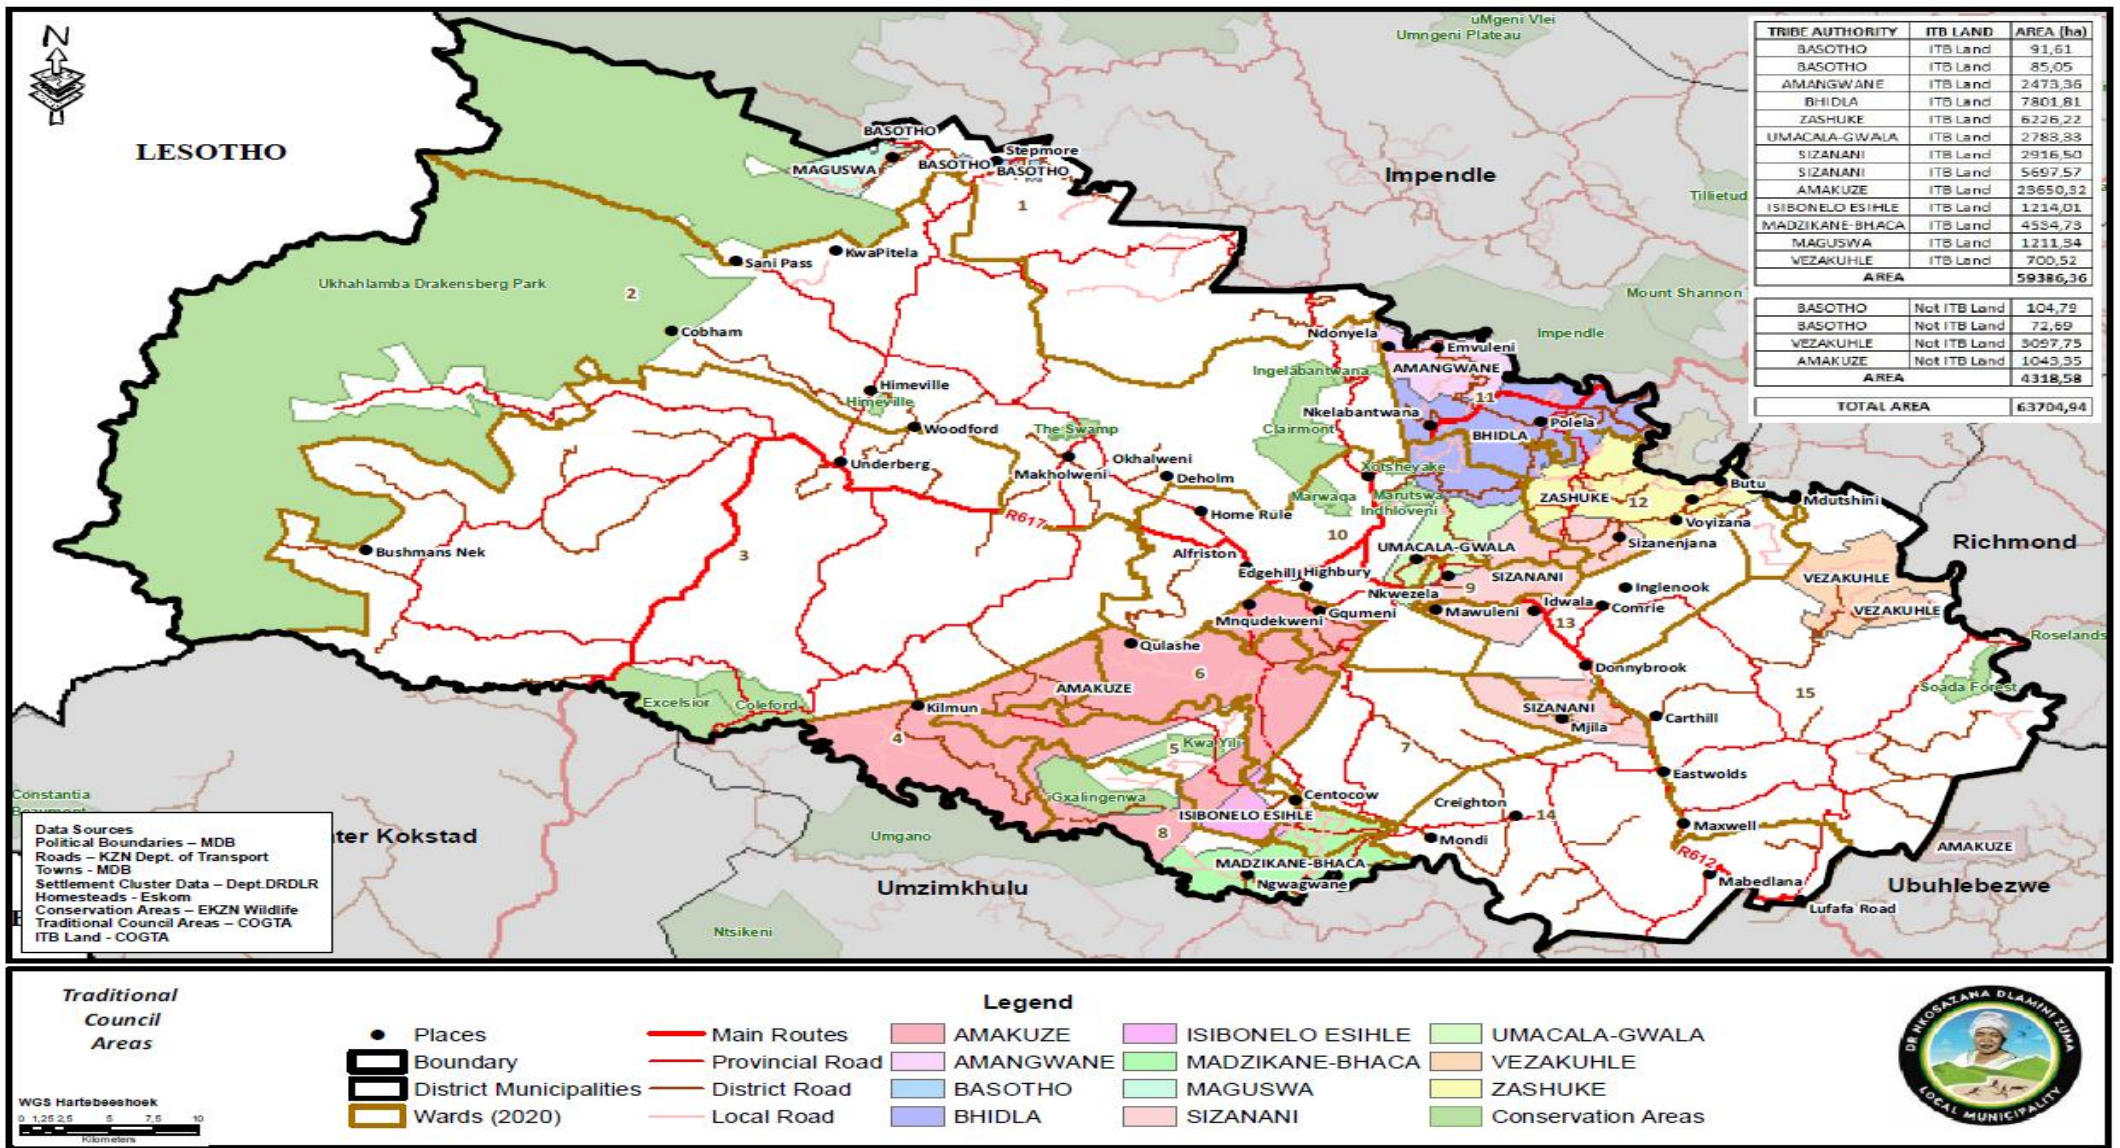 N
LESOTHO
uMgeni Vlei
Umngeni Plateau
TRIBE AUTHORITY ITB LAND AREA (ha)
BASOTHO ITB Land 91,61
BASOTHO ITB Land 85,05
AMANGWANE ITB Land 2473,36
BHIDLA ITB Land 7801,81
ZASHUKE ITB Land 6226,22
UMACALA-GWALA ITB Land 2783,33
SIZANANI ITB Land 2916,50
SIZANANI ITB Land 5697,57
AMAKUZE ITB Land 23650,32
ISIBONELO ESIHLE ITB Land 1214,01
MADZIKANE-BHACA ITB Land 4534,73
MAGUSWA ITB Land 1211,34
VEZAKUHLE ITB Land 700,52
AREA 59386,36
BASOTHO Not ITB Land 104,79
BASOTHO Not ITB Land 72,69
VEZAKUHLE Not ITB Land 3097,75
AMAKUZE Not ITB Land 1043,35
AREA 4318,58
TOTAL AREA 63704,94
BASOTHO
Stepmore
MAGUSWA
BASOTHO
BASOTHO
Impendle
Tillietud
1
KwaPitela
Sani Pass
Ukhahlamba Drakensberg Park
2
Mount Shannon
Cobham
Ndonyela
Impendle
Emvuleni
Ingelabantwana
AMANGWANE
Himeville
Himeville
11
Nkelabantwana
Woodford
The Swamp
Clairmont
Polela
BHIDLA
Underberg
Okhalweni
Makholweni
Deholm
Xotsheyake
Butu
Marwaqa
Marutswa
Indhloveni
ZASHUKE
12
Mdutshini
Home Rule
R617
Voyizana
10
Bushmans Nek
3
Alfriston
UMACALA-GWALA
Sizanenjana
Richmond
Edgehill
Highbury
SIZANANI
VEZAKUHLE
9
Inglenook
Nkwezela
Idwala
Comrie
Mawuleni
VEZAKUHLE
Gqumeni
Mnqudekweni
13
Roselands
Qulashe
Donnybrook
6
AMAKUZE
15
Soada Forest
Excelsior
Coleford
Kilmun
SIZANANI
Mjila
Carthill
4
5
Kwa Yili
7
Eastwolds
Constantia
Gxalingenwa
Centocow
Creighton
ISIBONELO ESIHLE
14
Maxwell
8
Umgano
Mondi
AMAKUZE
MADZIKANE-BHACA
R612
Ngwagwane
Mabedlana
Umzimkhulu
Ubuhlebezwe
Lufafa Road
Ntsikeni
ter Kokstad
Data Sources
Political Boundaries – MDB
Roads – KZN Dept. of Transport
Towns - MDB
Settlement Cluster Data – Dept.DRDLR
Homesteads - Eskom
Conservation Areas – EKZN Wildlife
Traditional Council Areas – COGTA
ITB Land - COGTA
Traditional
Council
Areas
WGS Hartebeeshoek
0 1,25 2,5 5 7,5 10
Kilometers
Legend
Places
Boundary
District Municipalities
Wards (2020)
Main Routes
Provincial Road
District Road
Local Road
AMAKUZE
AMANGWANE
BASOTHO
BHIDLA
ISIBONELO ESIHLE
MADZIKANE-BHACA
MAGUSWA
SIZANANI
UMACALA-GWALA
VEZAKUHLE
ZASHUKE
Conservation Areas
DR NKOSAZANA DLAMINI ZUMA
LOCAL MUNICIPALITY